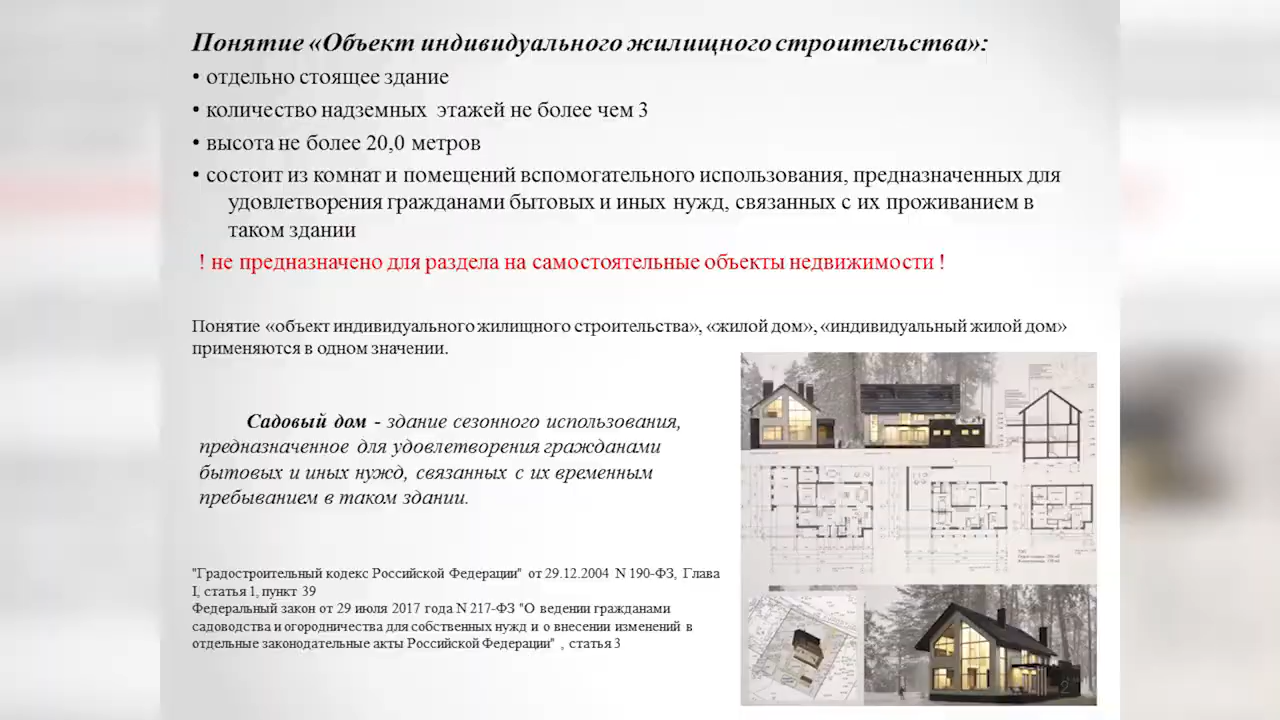 Понятие «Объект индивидуального жилищного строительства»:
• отдельно стоящее здание
• количество надземных этажей не более чем 3
• высота не более 20,0 метров
• состоит из комнат и помещений вспомогательного использования, предназначенных для
удовлетворения гражданами бытовых и иных нужд, связанных с их проживанием в
таком здании
! не предназначено для раздела на самостоятельные объекты недвижимости !
Понятие «объект индивидуального жилищного строительства», «жилой дом», «индивидуальный жилой дом»
применяются в одном значении.
Садовый дом - здание сезонного использования,
предназначенное для удовлетворения гражданами
бытовых и иных нужд, связанных с их временным
пребыванием в таком здании.
"Градостроительный кодекс Российской Федерации" от 29.12.2004 N 190-ФЗ, Глава
I, статья 1, пункт 39
Федеральный закон от 29 июля 2017 года N 217-ФЗ "О ведении гражданами
садоводства и огородничества для собственных нужд и о внесении изменений в
отдельные законодательные акты Российской Федерации" , статья 3
2